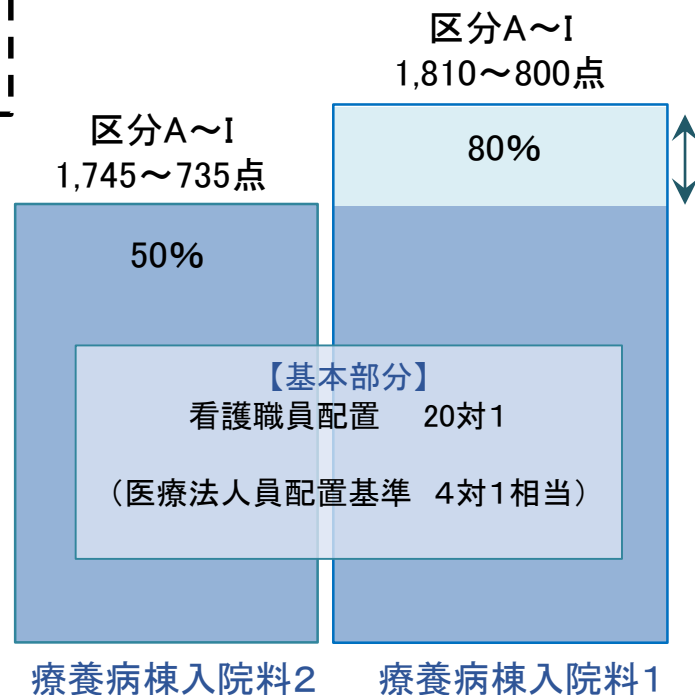 区分A~I
1,810~800点
区分A~I
1,745~735点
80%
50%
【基本部分】
看護職員配置　20対1
（医療法人員配置基準　4対1相当）
療養病棟入院料2
療養病棟入院料1